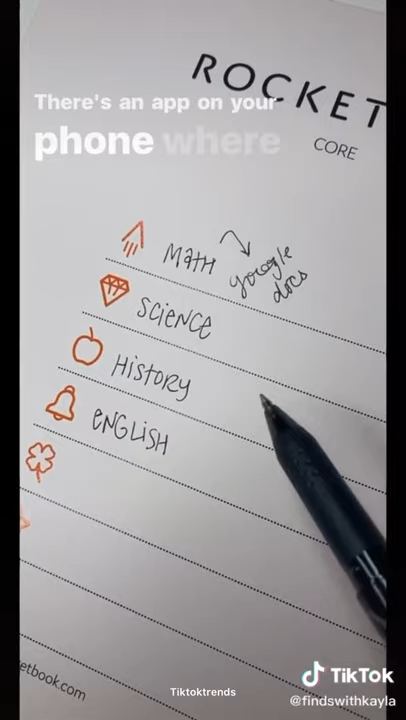 There's an app on your
phone where
ROCKET
CORE
MATH
google
docs
SCIENCE
HISTORY
ENGLISH
etbook.com
Tiktoktrends
TikTok
@findswithkayla